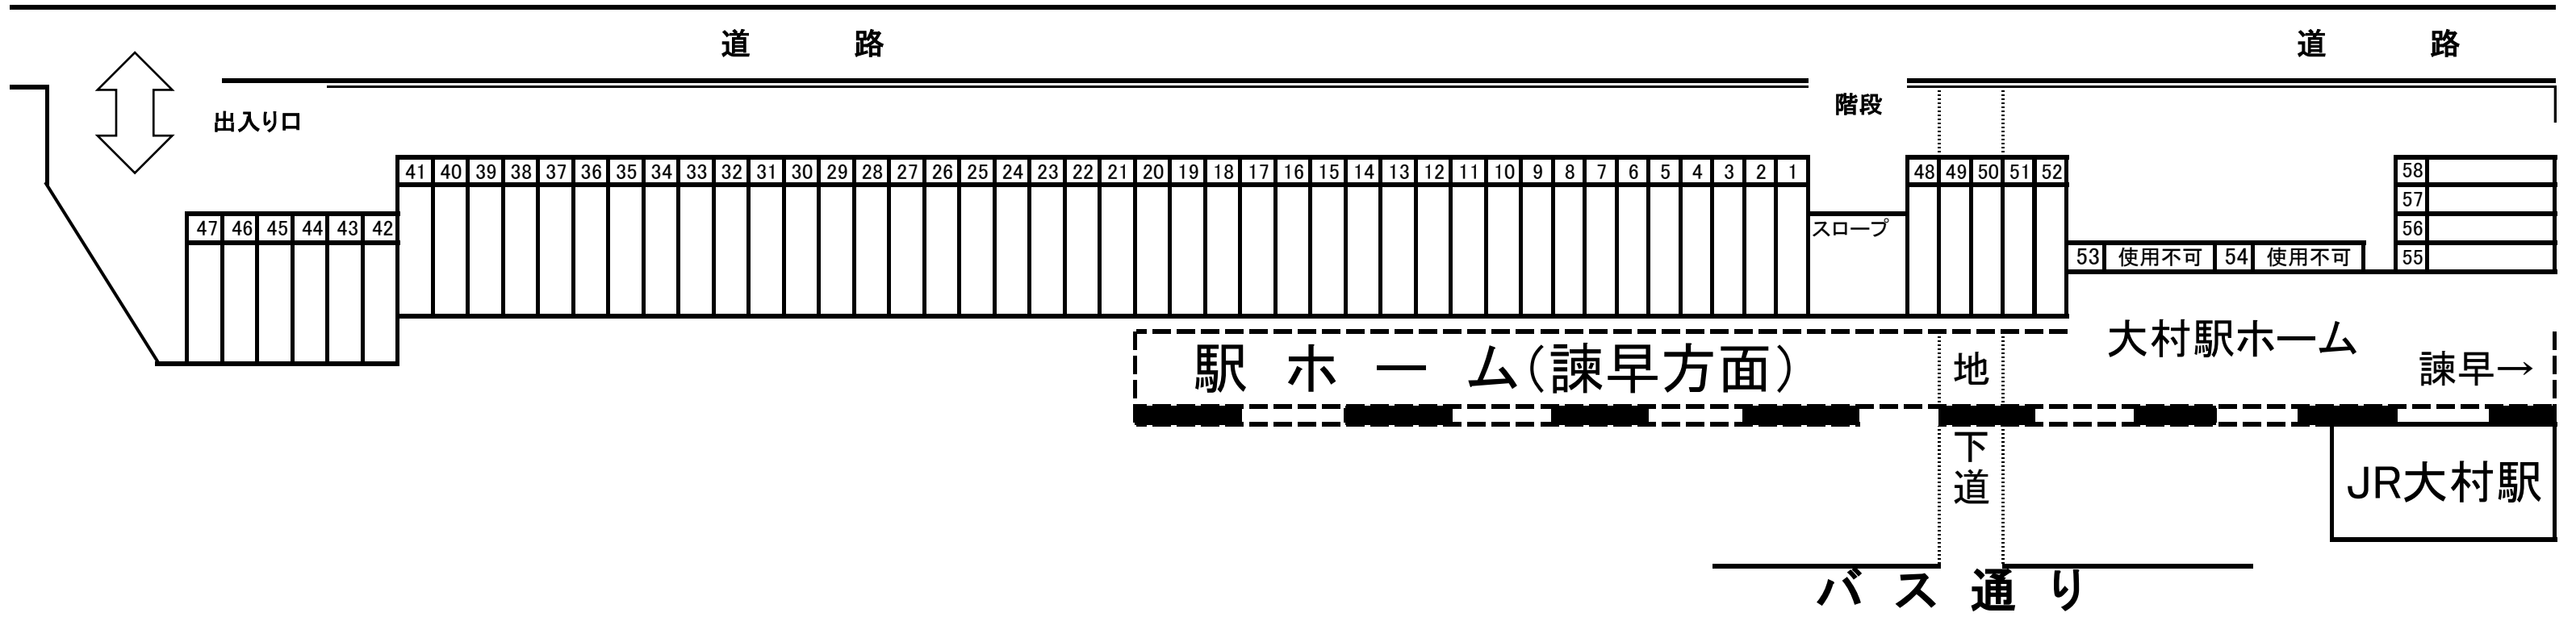 道 路 道 路
階段
出入り口
41 40 39 38 37 36 35 34 33 32 31 30 29 28 27 26 25 24 23 22 21 20 19 18 17 16 15 14 13 12 11 10 9 8 7 6 5 4 3 2 1 48 49 50 51 52 58
57
47 46 45 44 43 42 スロープ 56
53 使用不可 54 使用不可 55
大村駅ホーム
駅ホーム(諫早方面) 地 諫早→
下
道 JR大村駅
バス通り